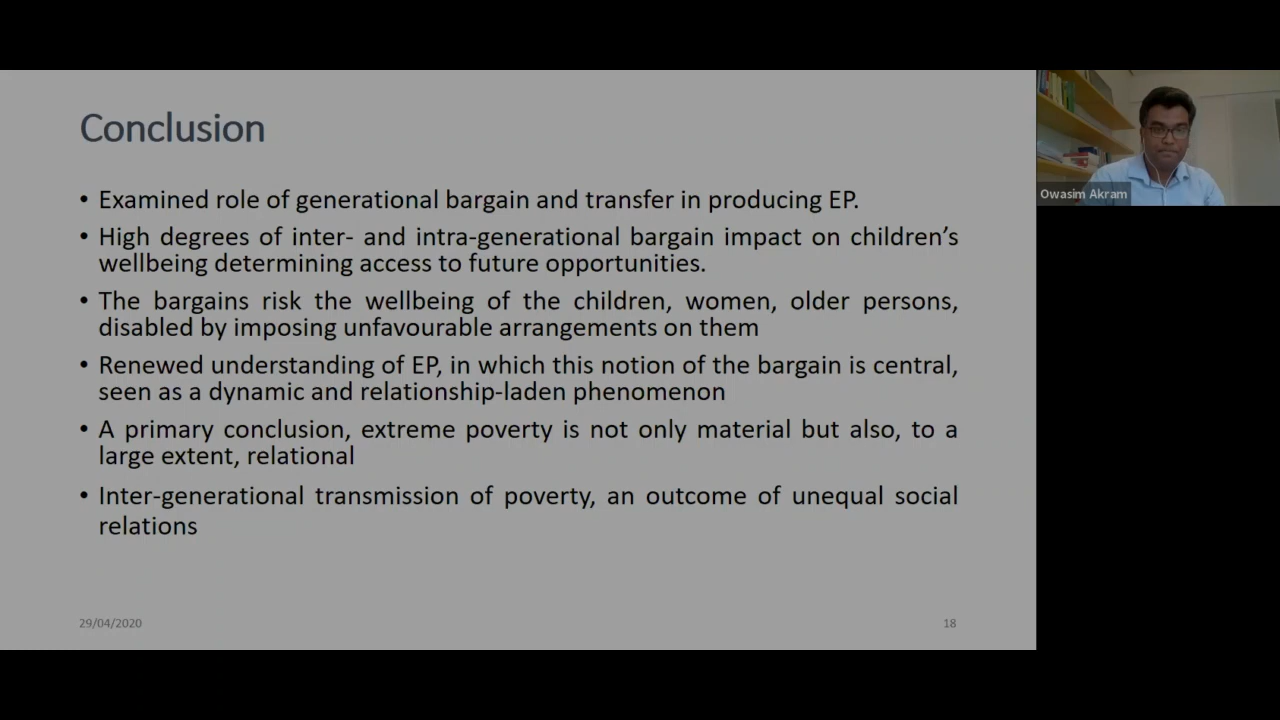 Conclusion
• Examined role of generational bargain and transfer in producing EP.
• High degrees of inter- and intra-generational bargain impact on children’s
wellbeing determining access to future opportunities.
• The bargains risk the wellbeing of the children, women, older persons,
disabled by imposing unfavourable arrangements on them
• Renewed understanding of EP, in which this notion of the bargain is central,
seen as a dynamic and relationship-laden phenomenon
• A primary conclusion, extreme poverty is not only material but also, to a
large extent, relational
• Inter-generational transmission of poverty, an outcome of unequal social
relations
29/04/2020
18
Owasim Akram